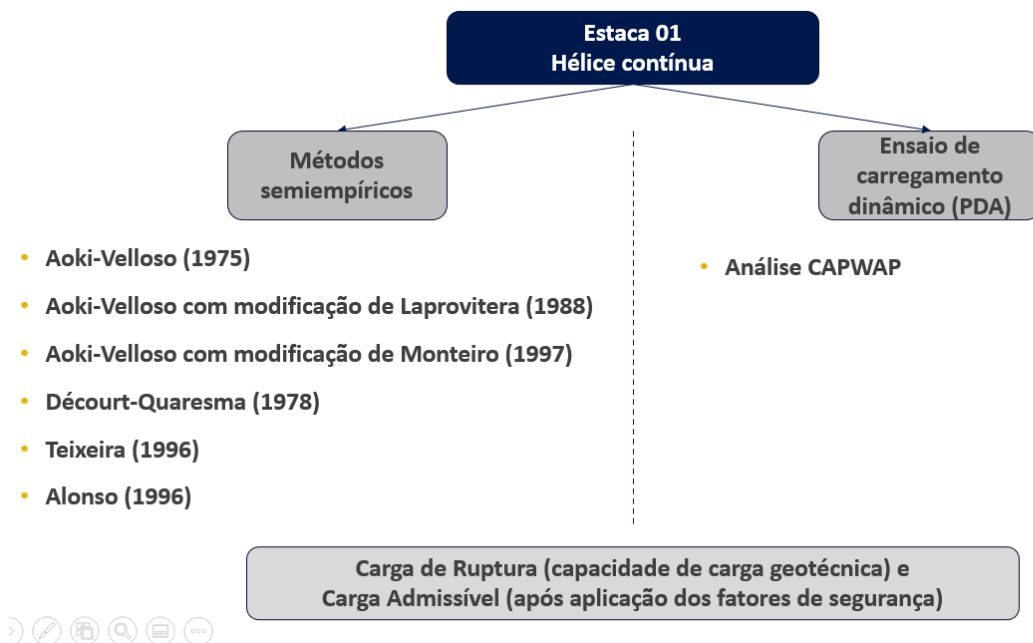 Estaca 01
Hélice contínua
Métodos
semiempíricos
Ensaio de
carregamento
dinâmico (PDA)
• Aoki-Velloso (1975)
• Aoki-Velloso com modificação de Laprovitera (1988)
• Aoki-Velloso com modificação de Monteiro (1997)
• Décourt-Quaresma (1978)
• Teixeira (1996)
• Alonso (1996)
• Análise CAPWAP
Carga de Ruptura (capacidade de carga geotécnica) e
Carga Admissível (após aplicação dos fatores de segurança)